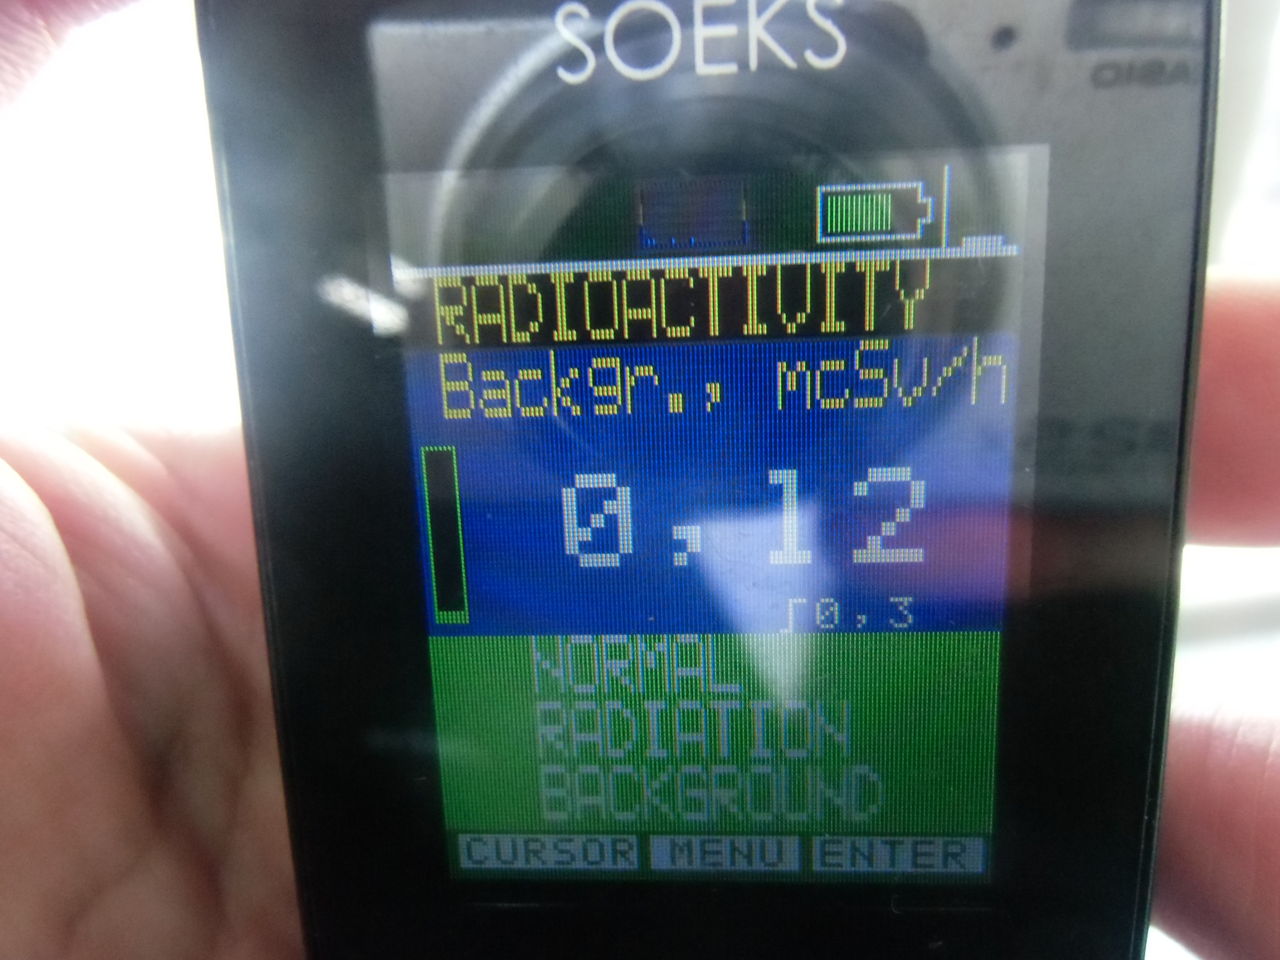 SOEKS
RADIOACTIVITY
Backgr., mcSv/h
0,12
∫0,3
NORMAL
RADIATION
BACKGROUND
CURSOR MENU ENTER